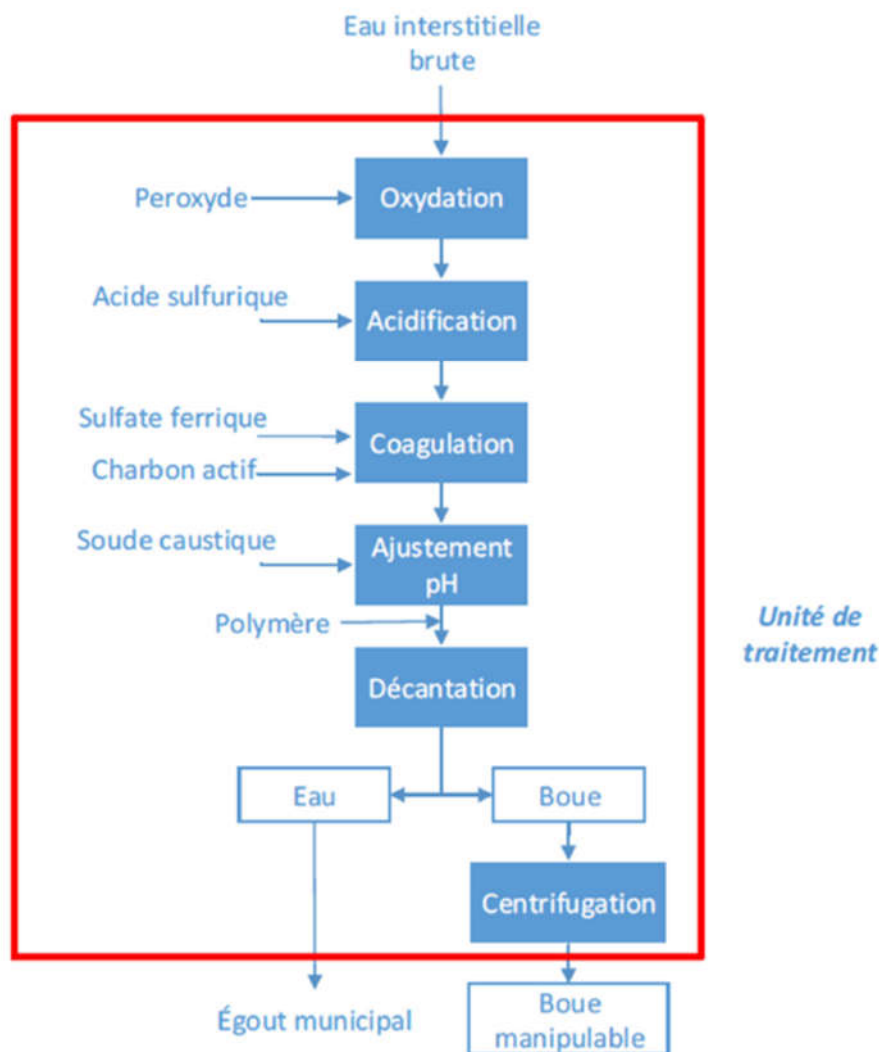 Eau interstitielle
brute
Peroxyde
Oxydation
Acide sulfurique
Acidification
Sulfate ferrique
Charbon actif
Coagulation
Soude caustique
Ajustement
pH
Polymère
Unité de
traitement
Décantation
Eau
Boue
Centrifugation
Égout municipal
Boue
manipulable